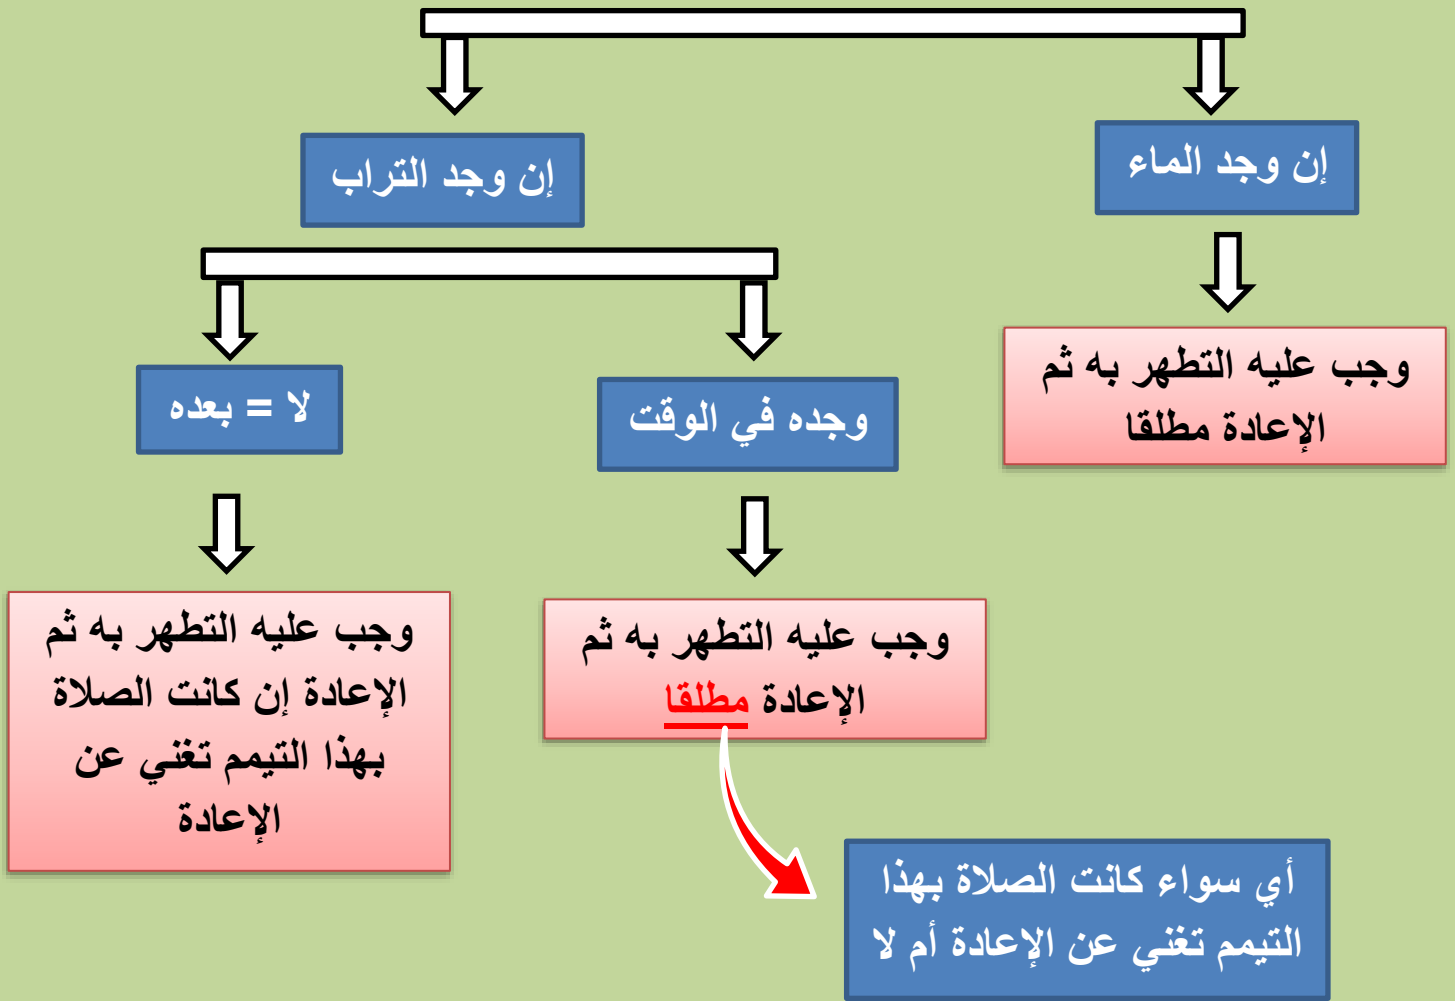 إن وجد الماء
إن وجد التراب
وجب عليه التطهر به ثم
الإعادة مطلقا
وجده في الوقت
لا = بعده
وجب عليه التطهر به ثم
الإعادة مطلقا
وجب عليه التطهر به ثم
الإعادة إن كانت الصلاة
بهذا التيمم تغني عن
الإعادة
أي سواء كانت الصلاة بهذا
التيمم تغني عن الإعادة أم لا